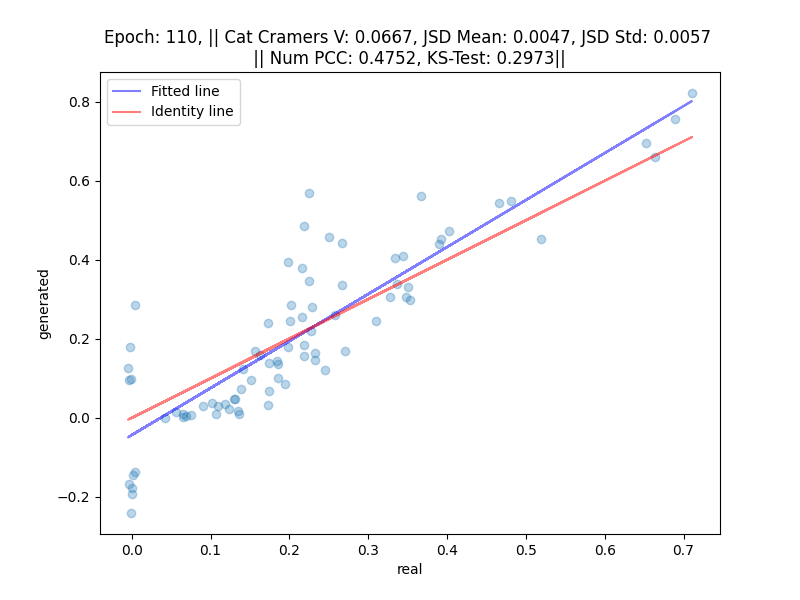 Epoch: 110, || Cat Cramers V: 0.0667, JSD Mean: 0.0047, JSD Std: 0.0057
|| Num PCC: 0.4752, KS-Test: 0.2973||
Fitted line
Identity line
0.8
0.6
0.4
0.2
0.0
−0.2
generated
0.0 0.1 0.2 0.3 0.4 0.5 0.6 0.7
real